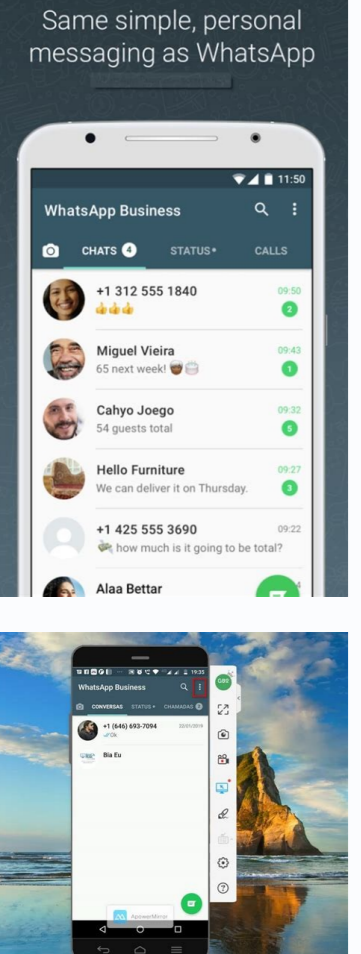 Same simple, personal
messaging as WhatsApp
11:50
WhatsApp Business
CHATS 4 STATUS CALLS
+1 312 555 1840 09:50
👍👍👍 2
Miguel Vieira 09:43
65 next week! 1
Cahyo Joego 09:32
54 guests total 5
Hello Furniture 09:27
We can deliver it on Thursday. 3
+1 425 555 3690 09:22
how much is it going to be total?
Alaa Bettar
19:35
WhatsApp Business
CONVERSAS STATUS CHAMADAS
+1 (646) 693-7094
Ok
Bia Eu
ApowerMirror